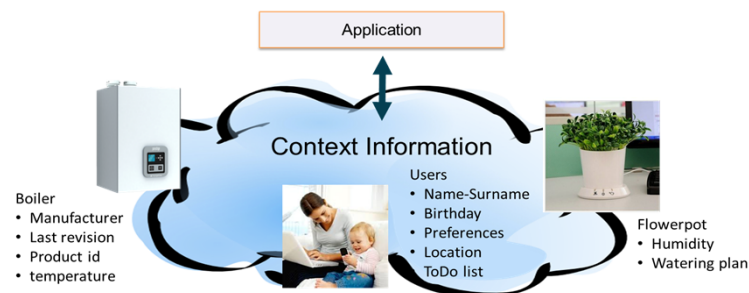 Application
Context Information
Boiler
• Manufacturer
• Last revision
• Product id
• temperature
Users
• Name-Surname
• Birthday
• Preferences
• Location
• ToDo list
Flowerpot
• Humidity
• Watering plan